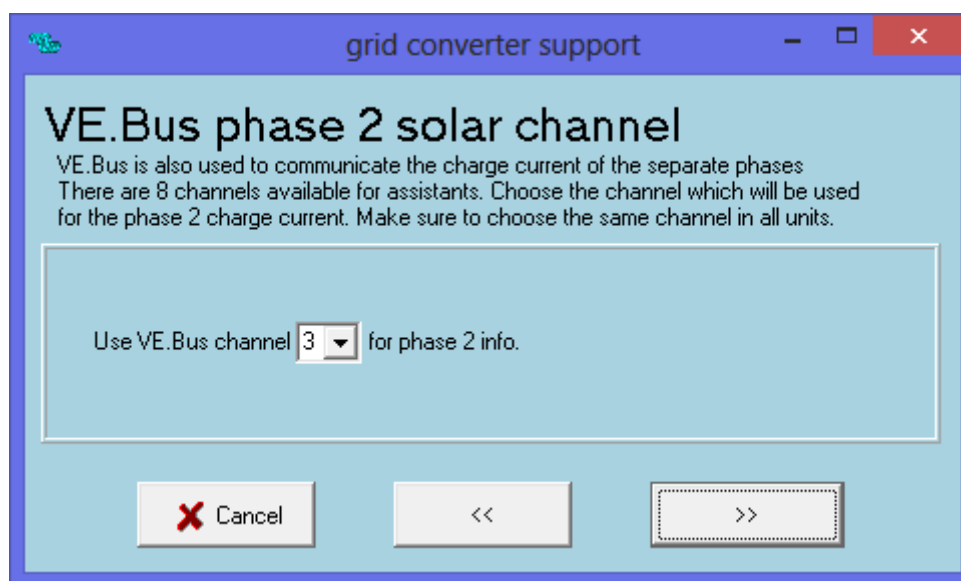 grid converter support
VE.Bus phase 2 solar channel
VE.Bus is also used to communicate the charge current of the separate phases
There are 8 channels available for assistants. Choose the channel which will be used
for the phase 2 charge current. Make sure to choose the same channel in all units.
Use VE.Bus channel 3 for phase 2 info.
Cancel << >>